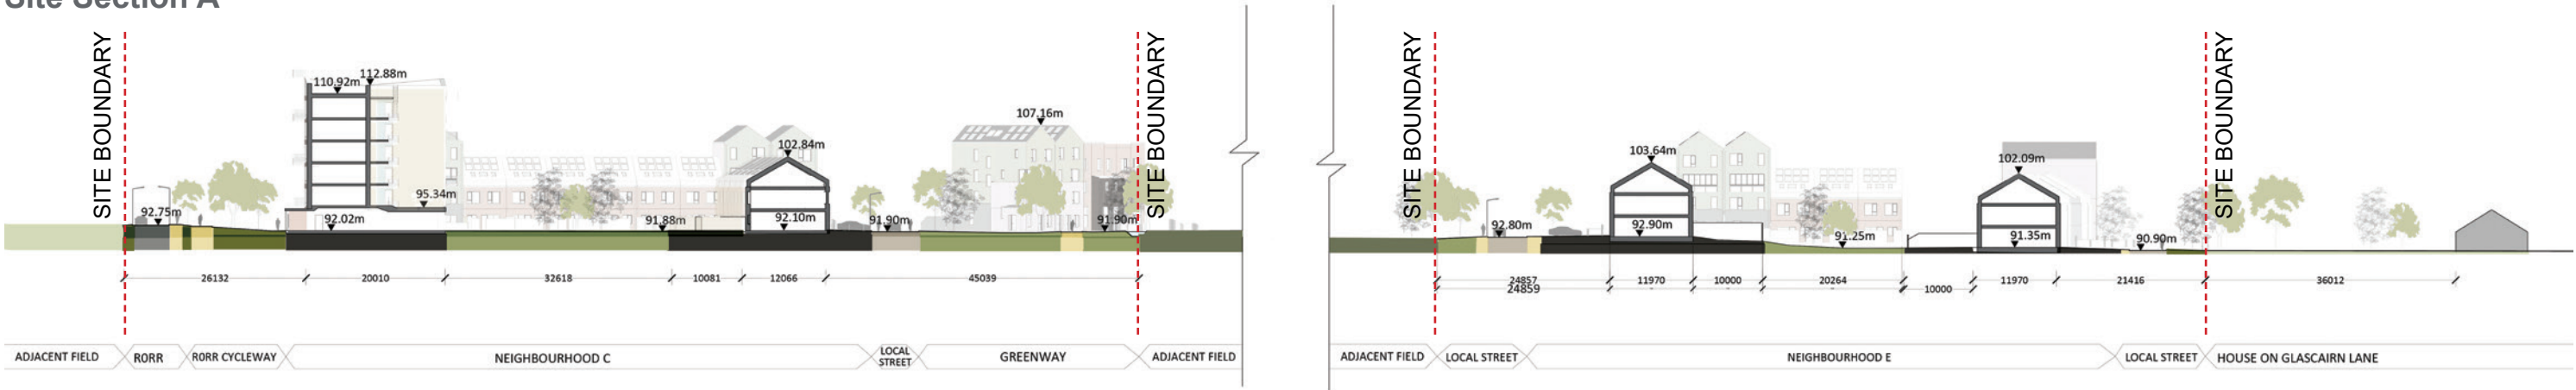 Site Section A
SITE BOUNDARY
SITE BOUNDARY
SITE BOUNDARY
SITE BOUNDARY
110.92m
112.88m
95.34m
92.75m
92.02m
91.88m
102.84m
92.10m
91.90m
107.16m
91.90m
92.80m
103.64m
92.90m
91.25m
102.09m
91.35m
90.90m
26132
20010
32618
10081
12066
45039
24857
24859
11970
10000
20264
10000
11970
21416
36012
ADJACENT FIELD
RORR
RORR CYCLEWAY
NEIGHBOURHOOD C
LOCAL
STREET
GREENWAY
ADJACENT FIELD
ADJACENT FIELD
LOCAL STREET
NEIGHBOURHOOD E
LOCAL STREET
HOUSE ON GLASCAIRN LANE